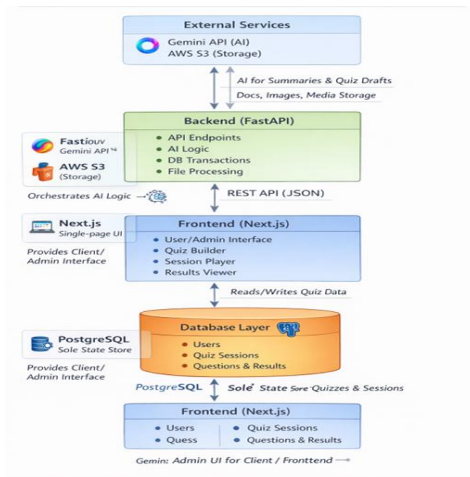 External Services
Gemini API (AI)
AWS S3 (Storage)
AI for Summaries & Quiz Drafts
Docs, Images, Media Storage
Backend (FastAPI)
• API Endpoints
• AI Logic
• DB Transactions
• File Processing
Fastiouv
Gemini API
AWS S3
(Storage)
Orchestrates AI Logic
REST API (JSON)
Next.js
Single-page UI
Provides Client/
Admin Interface
Frontend (Next.js)
• User/Admin Interface
• Quiz Builder
• Session Player
• Results Viewer
Reads/Writes Quiz Data
Database Layer
• Users
• Quiz Sessions
• Questions & Results
PostgreSQL
Sole State Store
Provides Client/
Admin Interface
PostgreSQL
Sole State Sore Quizzes & Sessions
Frontend (Next.js)
• Users
• Quess
• Quiz Sessions
• Questions & Results
Gemin: Admin UI for Client / Fronttend